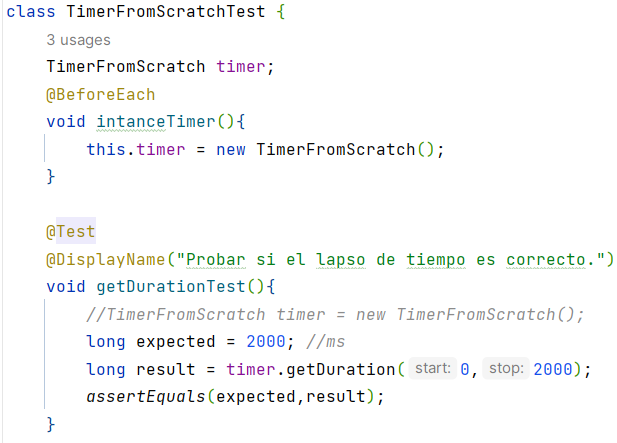 class TimerFromScratchTest {
3 usages
TimerFromScratch timer;
@BeforeEach
void intanceTimer(){
this.timer = new TimerFromScratch();
}
@Test
@DisplayName("Probar si el lapso de tiempo es correcto.")
void getDurationTest(){
//TimerFromScratch timer = new TimerFromScratch();
long expected = 2000; //ms
long result = timer.getDuration( start: 0, stop: 2000);
assertEquals(expected,result);
}